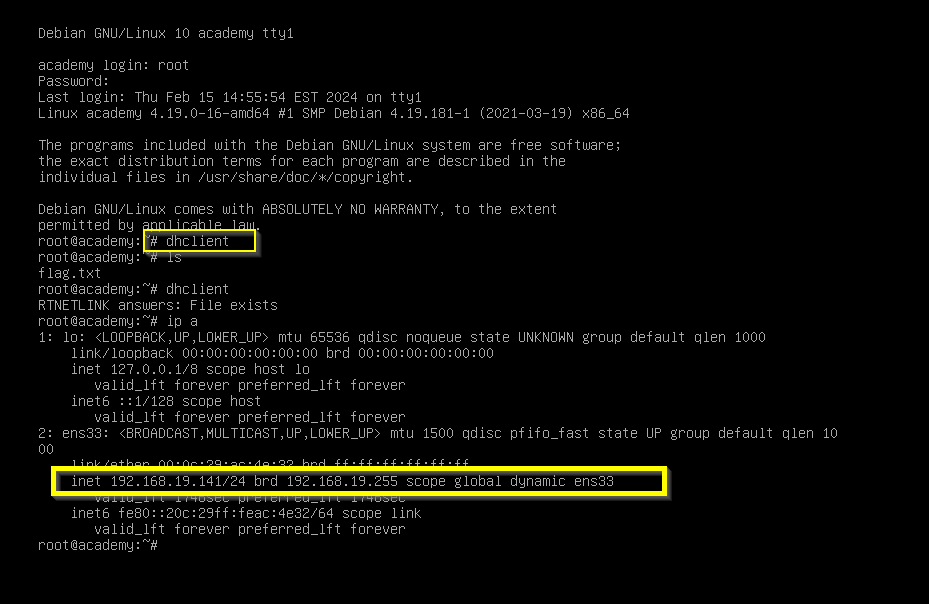 Debian GNU/Linux 10 academy tty1
academy login: root
Password:
Last login: Thu Feb 15 14:55:54 EST 2024 on tty1
Linux academy 4.19.0-16-amd64 #1 SMP Debian 4.19.181-1 (2021-03-19) x86_64
The programs included with the Debian GNU/Linux system are free software;
the exact distribution terms for each program are described in the
individual files in /usr/share/doc/*/copyright.
Debian GNU/Linux comes with ABSOLUTELY NO WARRANTY, to the extent
permitted by applicable law.
root@academy:~# dhclient
root@academy:~# ls
flag.txt
root@academy:~# dhclient
RTNETLINK answers: File exists
root@academy:~# ip a
1: lo: <LOOPBACK,UP,LOWER_UP> mtu 65536 qdisc noqueue state UNKNOWN group default qlen 1000
link/loopback 00:00:00:00:00:00 brd 00:00:00:00:00:00
inet 127.0.0.1/8 scope host lo
valid_lft forever preferred_lft forever
inet6 ::1/128 scope host
valid_lft forever preferred_lft forever
2: ens33: <BROADCAST,MULTICAST,UP,LOWER_UP> mtu 1500 qdisc pfifo_fast state UP group default qlen 10
00
link/ether 00:0c:29:ac:4e:32 brd ff:ff:ff:ff:ff:ff
inet 192.168.19.141/24 brd 192.168.19.255 scope global dynamic ens33
valid_lft 1746sec preferred_lft 1746sec
inet6 fe80::20c:29ff:feac:4e32/64 scope link
valid_lft forever preferred_lft forever
root@academy:~#